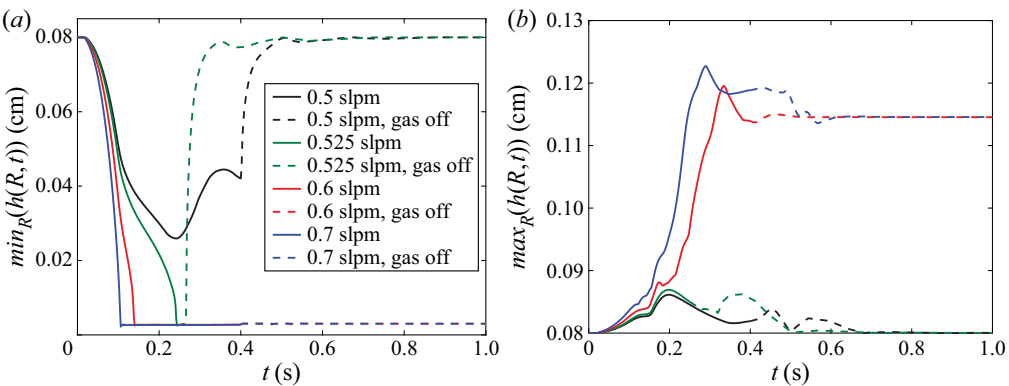 (a)
0.08
0.06
0.04
0.02
0
0.2
0.4
0.6
0.8
1.0
min_R(h(R,t)) (cm)
t (s)
0.5 slpm
0.5 slpm, gas off
0.525 slpm
0.525 slpm, gas off
0.6 slpm
0.6 slpm, gas off
0.7 slpm
0.7 slpm, gas off
(b)
0.13
0.12
0.11
0.10
0.09
0.08
0
0.2
0.4
0.6
0.8
1.0
max_R(h(R,t)) (cm)
t (s)